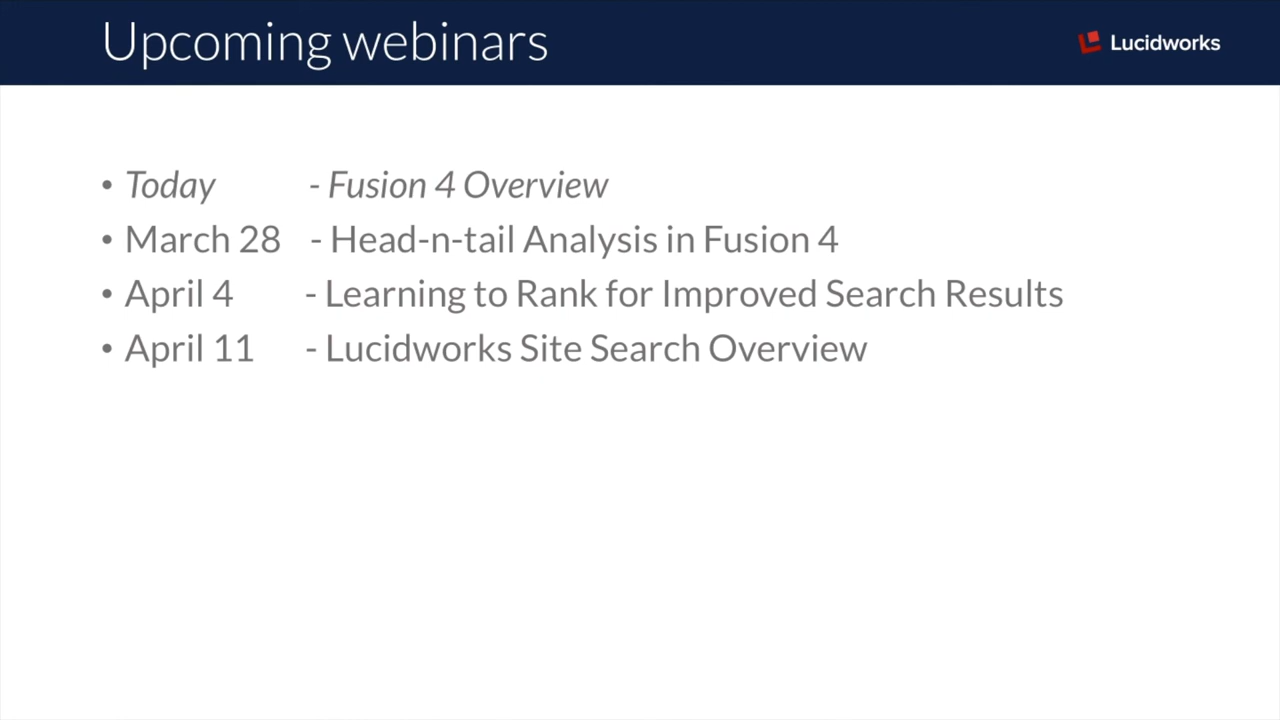 Upcoming webinars
Lucidworks
• Today - Fusion 4 Overview
• March 28 - Head-n-tail Analysis in Fusion 4
• April 4 - Learning to Rank for Improved Search Results
• April 11 - Lucidworks Site Search Overview